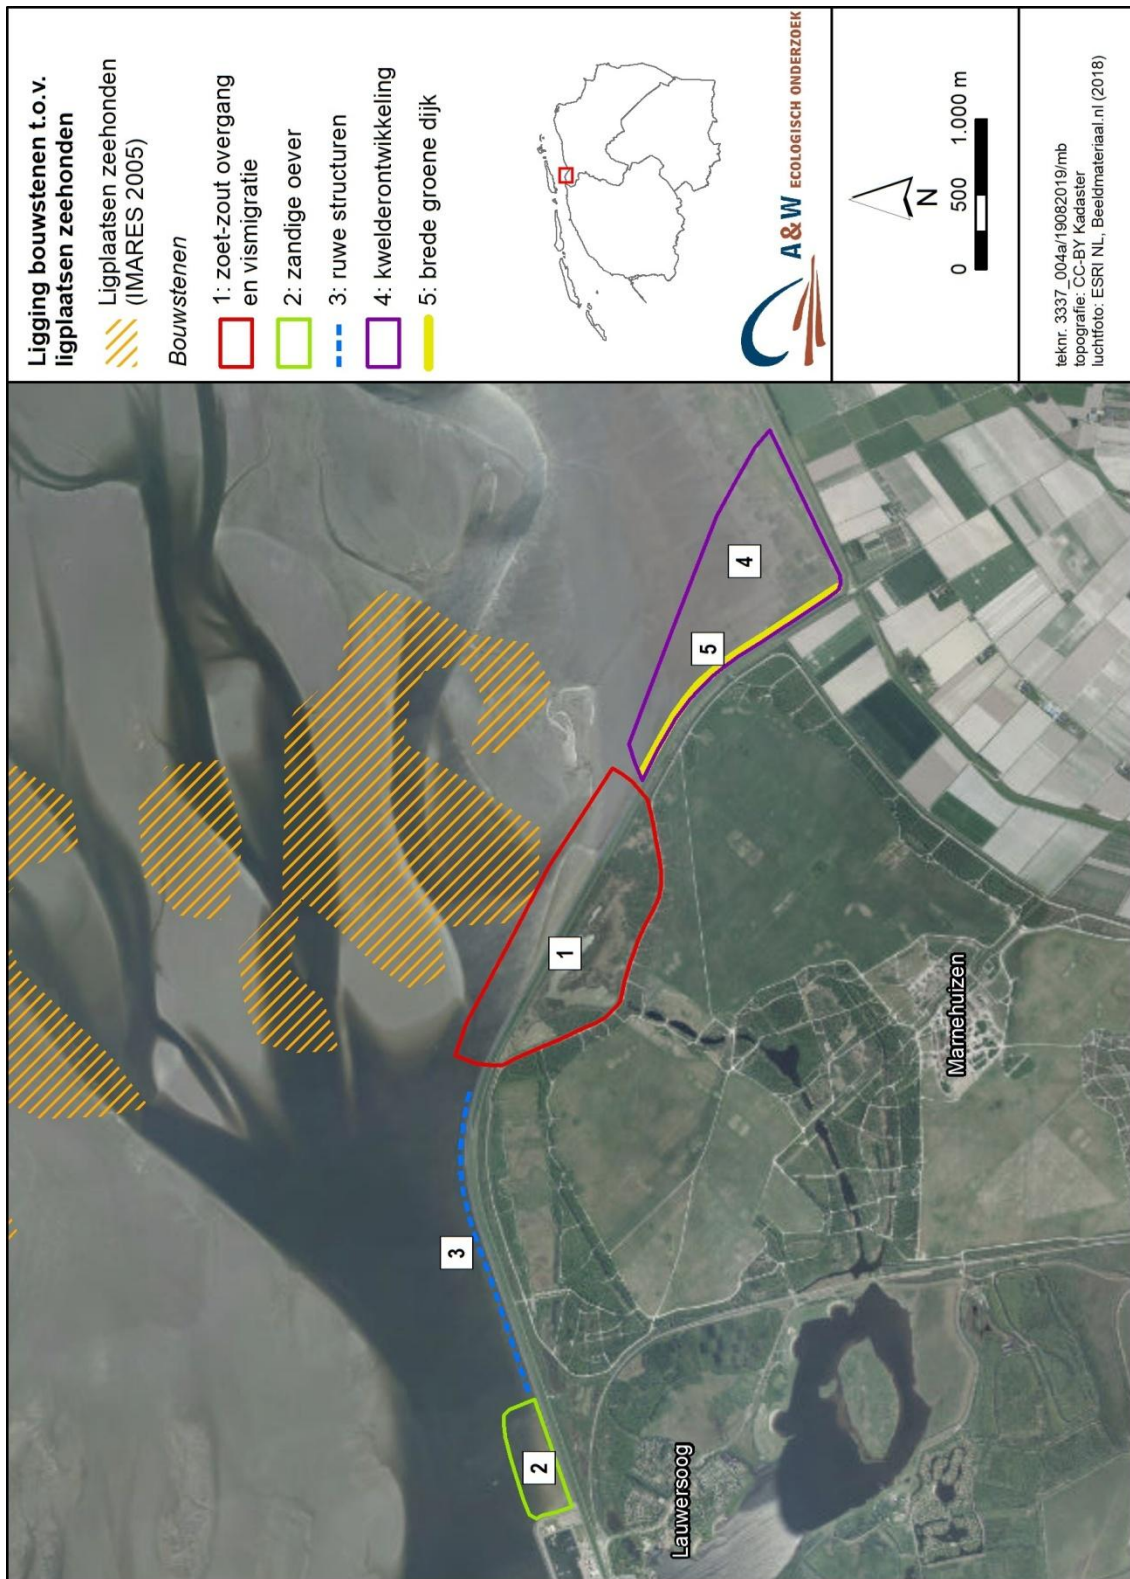 Ligging bouwstenen t.o.v.
ligplaatsen zeehonden
Ligplaatsen zeehonden
(IMARES 2005)
Bouwstenen
1: zoet-zout overgang
en vismigratie
2: zandige oever
3: ruwe structuren
4: kwelderontwikkeling
5: brede groene dijk
A&W ECOLOGISCH ONDERZOEK
N
0 500 1.000 m
teknr. 3337_004a/19082019/mb
topografie: CC-BY Kadaster
luchtfoto: ESRI NL, Beeldmateriaal.nl (2018)
3
2
1
5
4
Lauwersoog
Marnehuizen